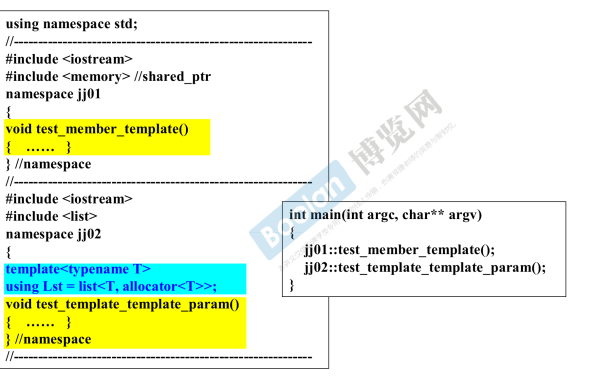 using namespace std;
//----------------------------------------------------------
#include <iostream>
#include <memory> //shared_ptr
namespace jj01
{
void test_member_template()
{ …… }
} //namespace
//----------------------------------------------------------
#include <iostream>
#include <list>
namespace jj02
{
template<typename T>
using Lst = list<T, allocator<T>>;
void test_template_template_param()
{ …… }
} //namespace
//----------------------------------------------------------
int main(int argc, char** argv)
{
jj01::test_member_template();
jj02::test_template_template_param();
}
Boolan 博览网